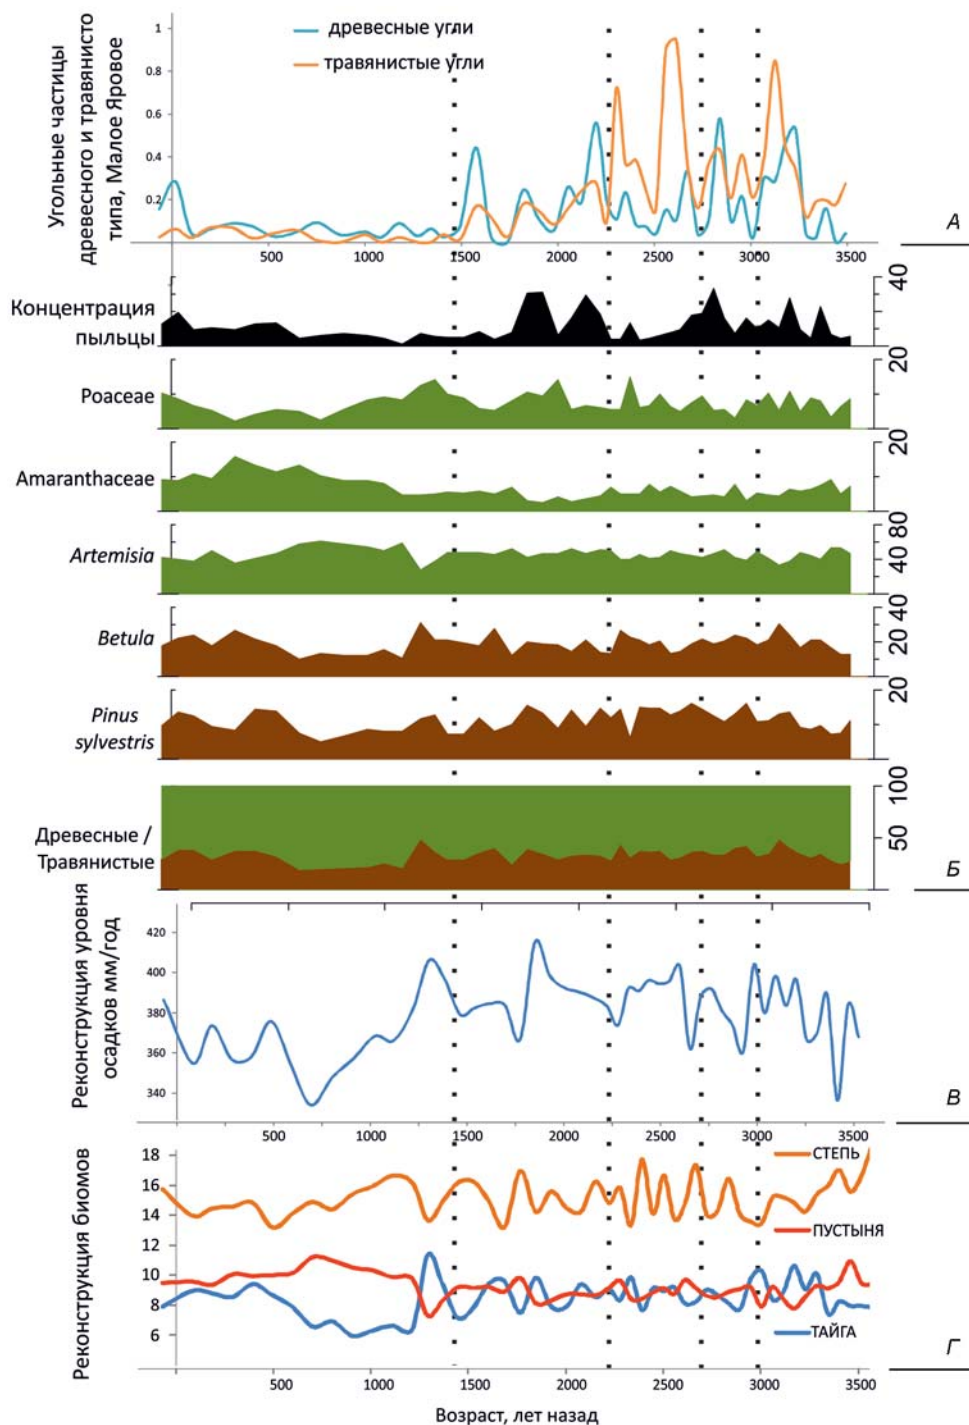 Угольные частицы
древесного и травянисто
типа, Малое Яровое
1
0.8
0.6
0.4
0.2
древесные угли
травянистые угли
500
1000
1500
2000
2500
3000
3500
А
Концентрация
пыльцы
40
Poaceae
20
Amaranthaceae
20
Artemisia
80
40
Betula
40
20
Pinus
sylvestris
20
Древесные /
Травянистые
100
50
Б
Реконструкция уровня
осадков мм/год
420
400
380
360
340
500
1000
1500
2000
2500
3000
3500
В
Реконструкция биомов
18
16
14
12
10
8
6
СТЕПЬ
ПУСТЫНЯ
ТАЙГА
Г
500
1000
1500
2000
2500
3000
3500
Возраст, лет назад